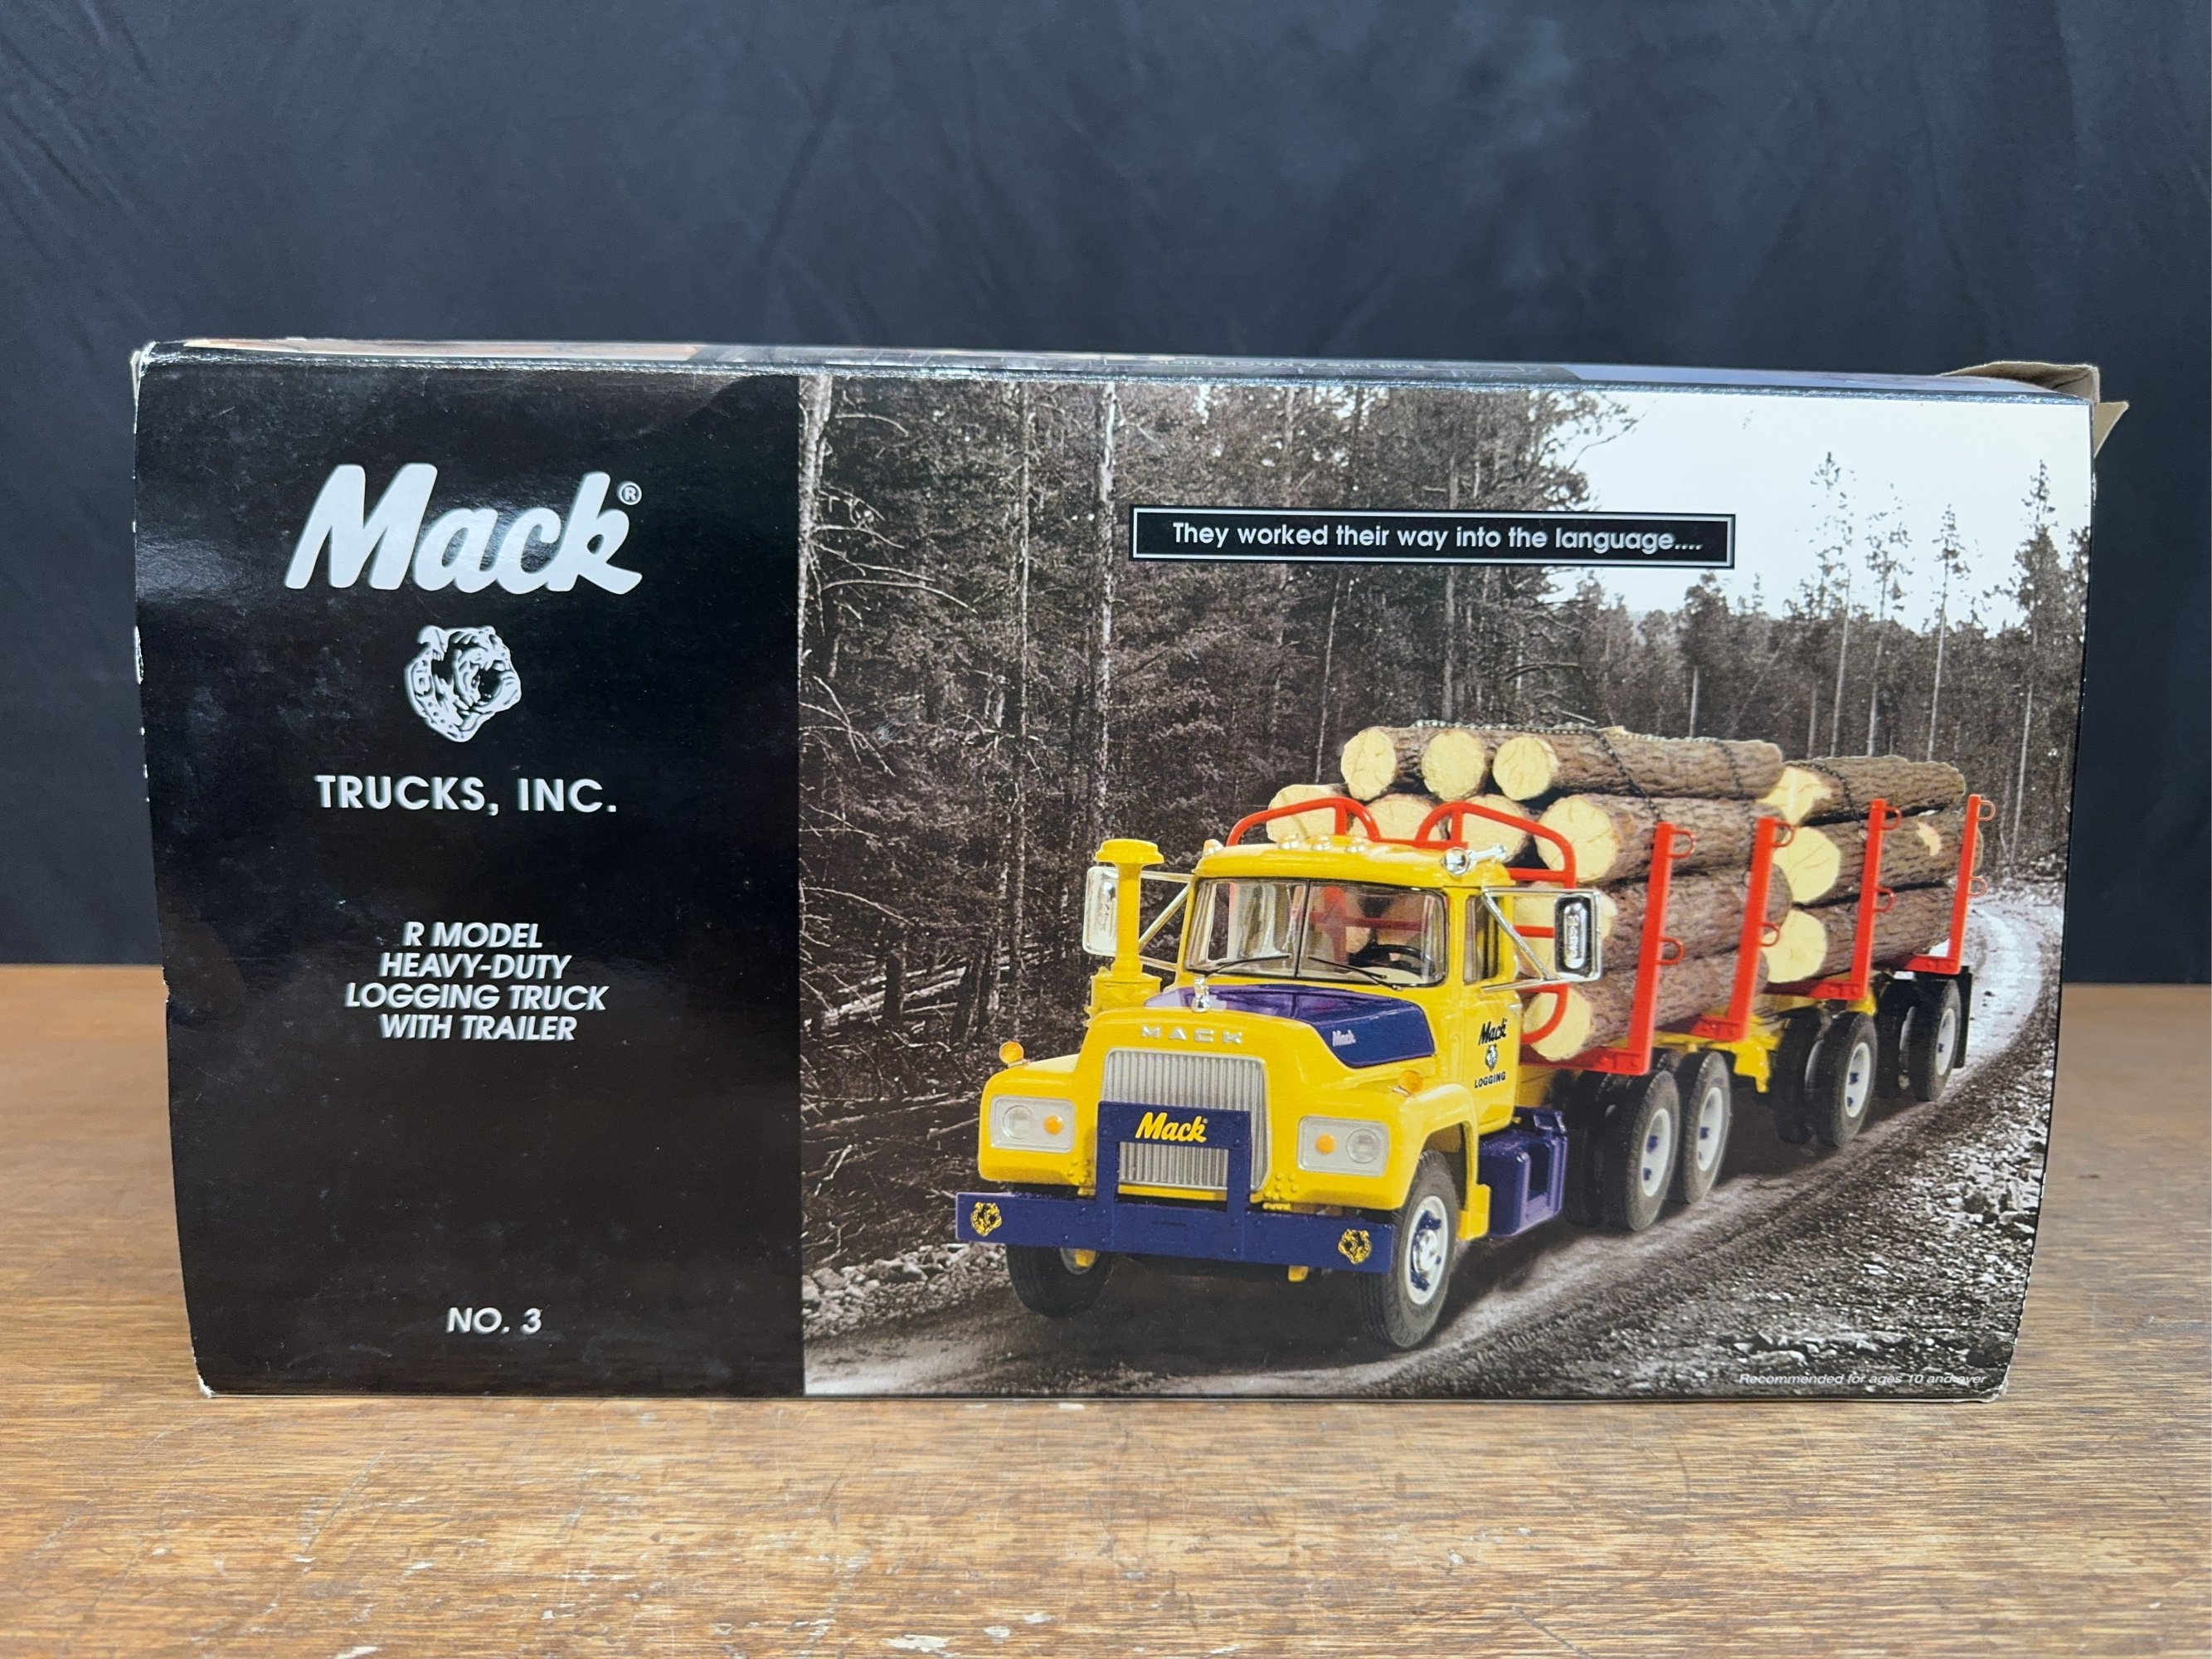 Mack®
TRUCKS, INC.
R MODEL
HEAVY-DUTY
LOGGING TRUCK
WITH TRAILER
NO. 3
They worked their way into the language....
MACK
Mack
Mack
LOGGING
Mack
Recommended for ages 10 and over